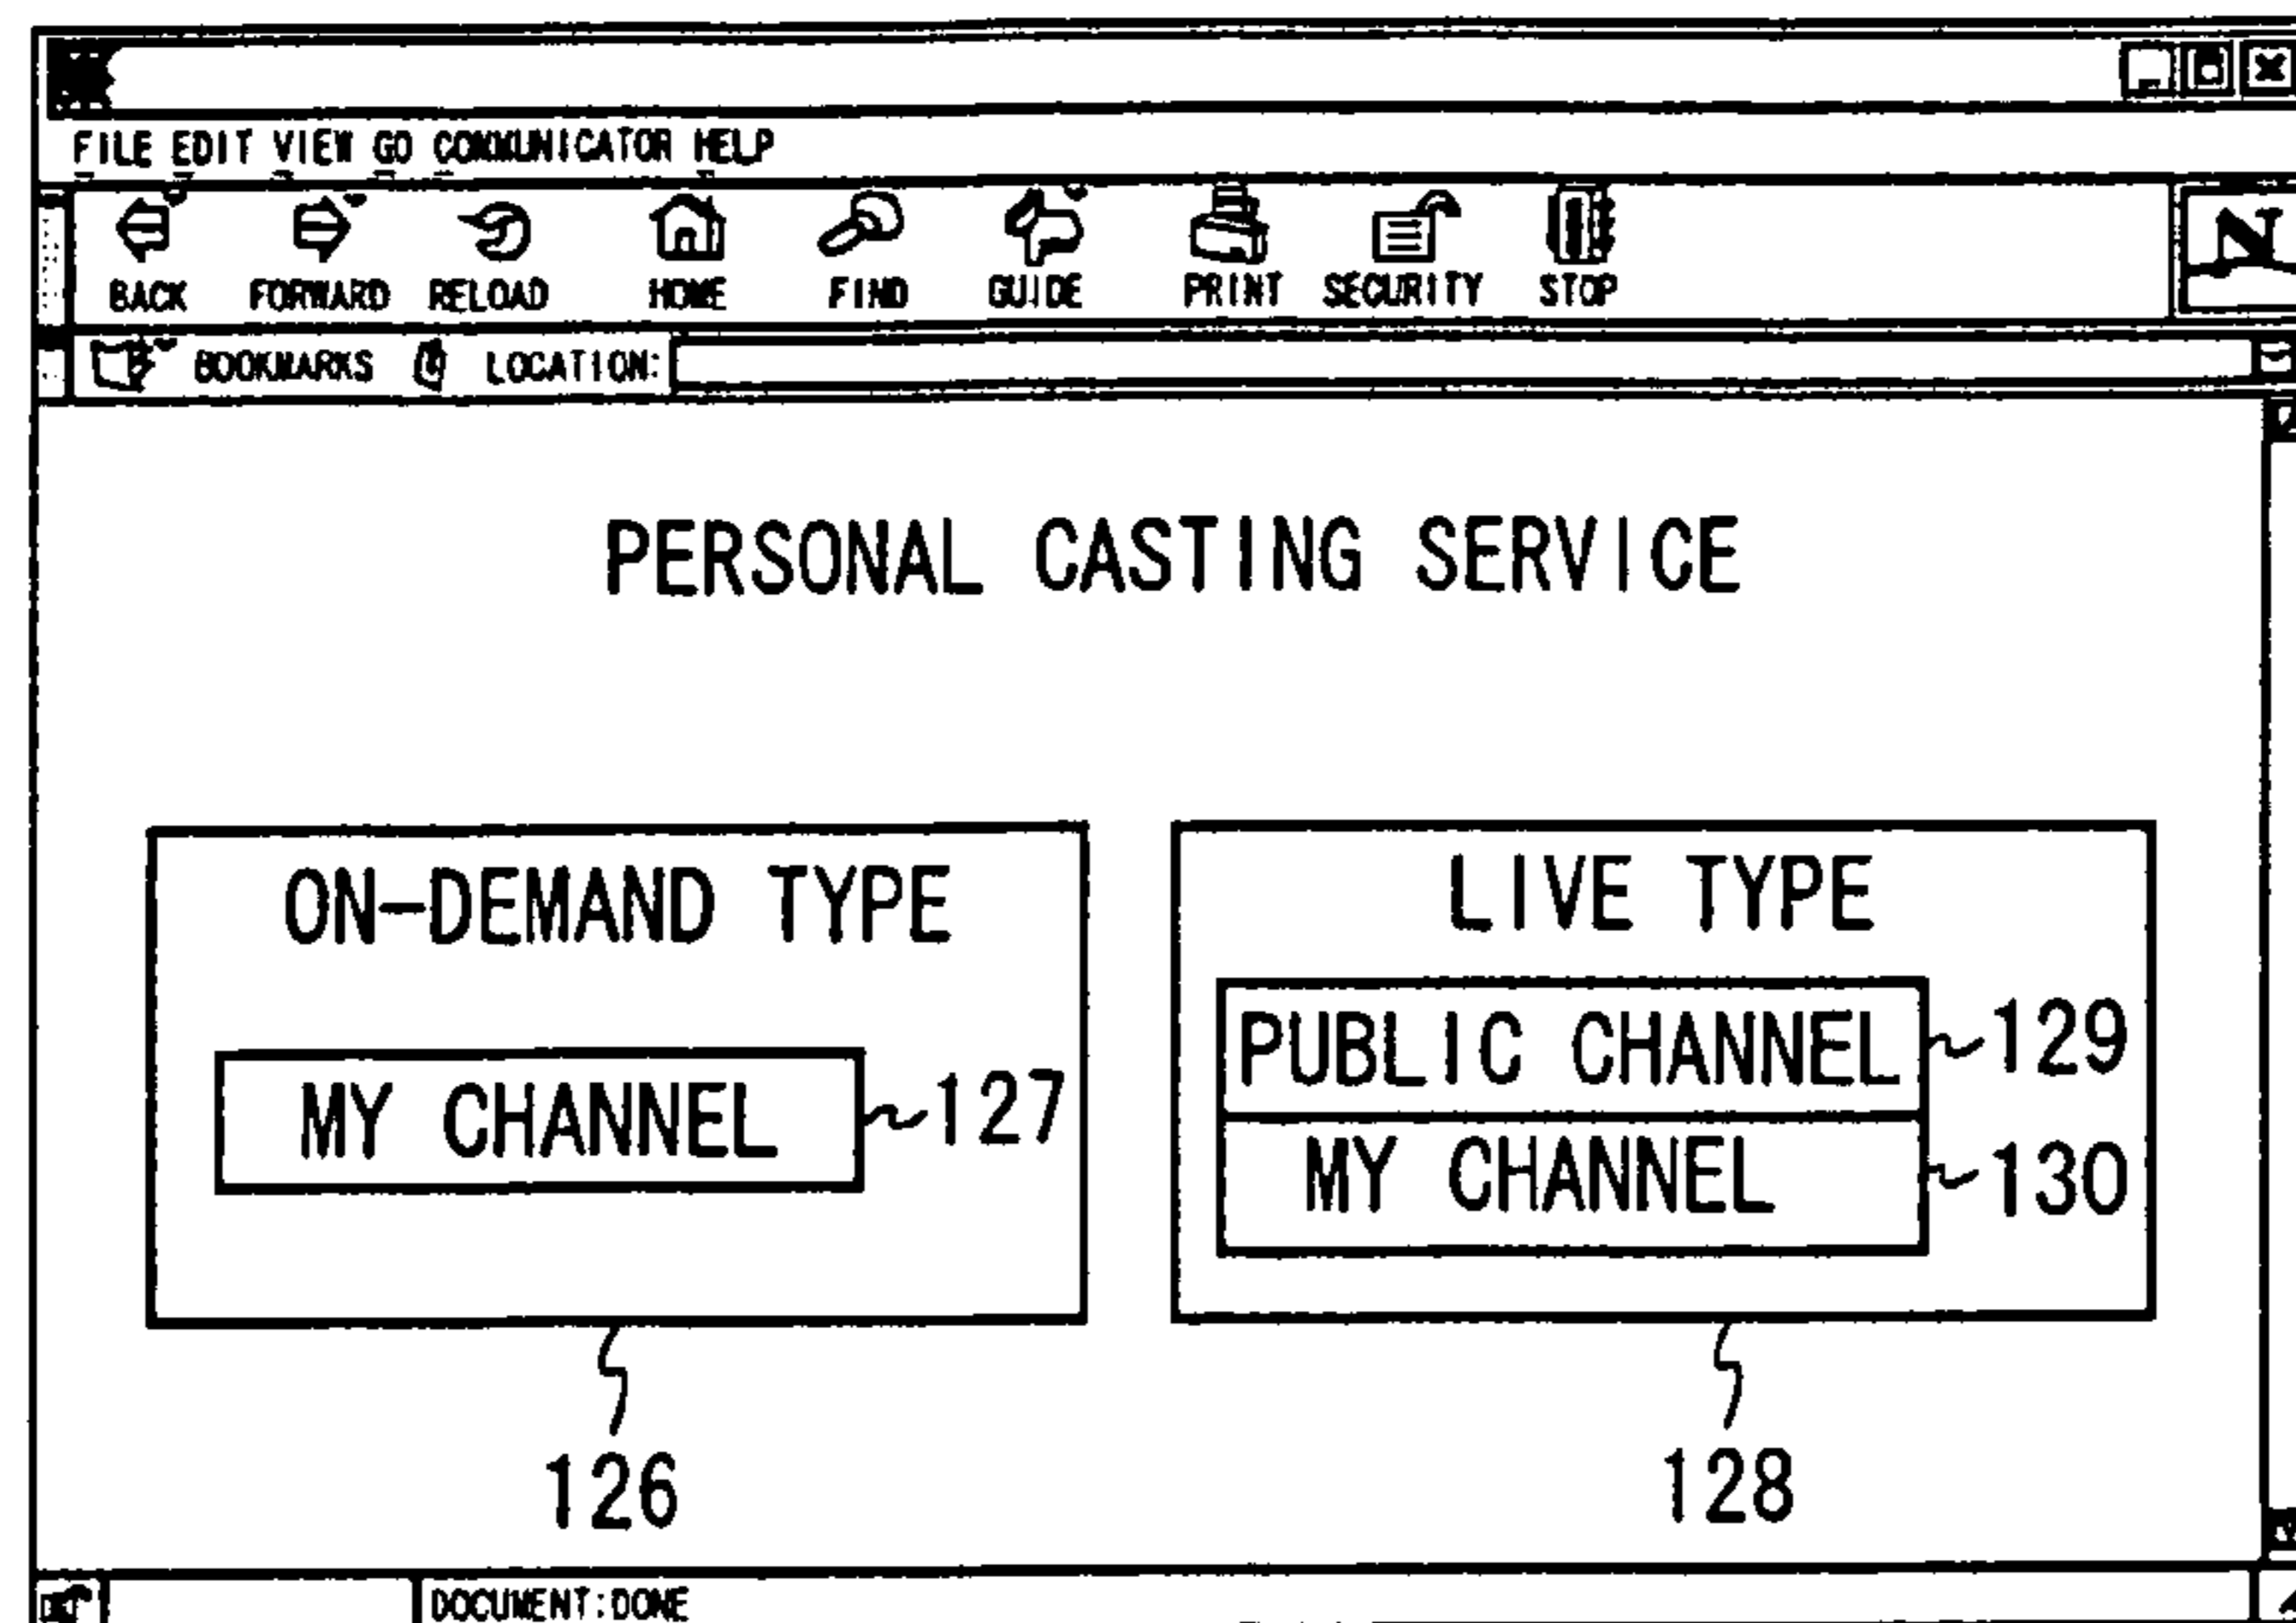 FILE EDIT VIEW GO COMMUNICATOR HELP
BACK FORWARD RELOAD HOME FIND GUIDE PRINT SECURITY STOP
N
BOOKMARKS LOCATION:
PERSONAL CASTING SERVICE
ON-DEMAND TYPE
MY CHANNEL 127
126
LIVE TYPE
PUBLIC CHANNEL 129
MY CHANNEL 130
128
DOCUMENT:DONE